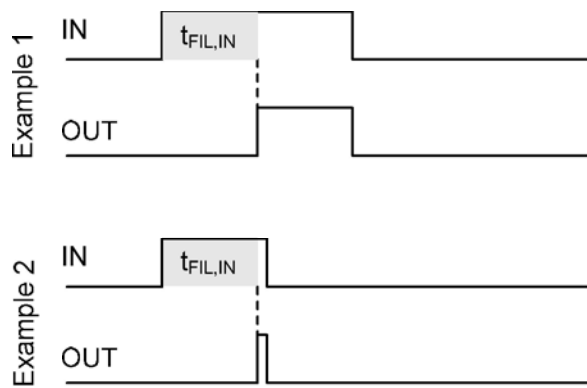 Example 1
IN
tFIL,IN
OUT
Example 2
IN
tFIL,IN
OUT